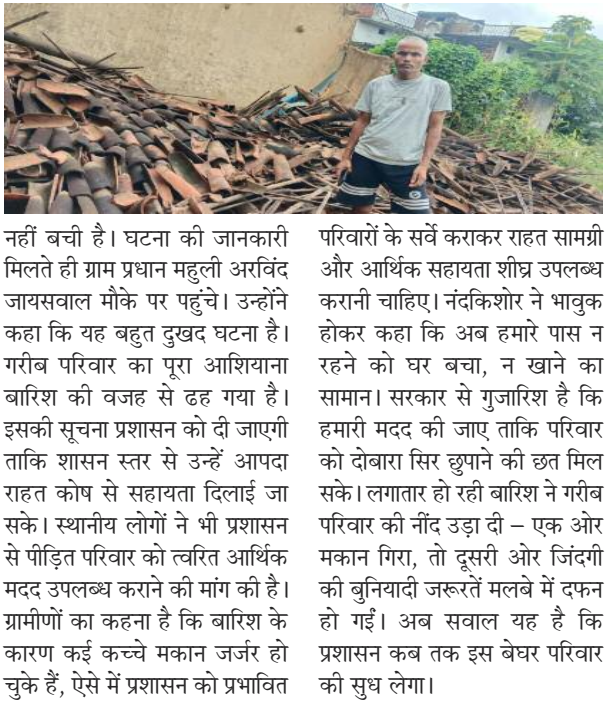 नहीं बची है। घटना की जानकारी
मिलते ही ग्राम प्रधान महुली अरविंद
जायसवाल मौके पर पहुंचे। उन्होंने
कहा कि यह बहुत दुखद घटना है।
गरीब परिवार का पूरा आशियाना
बारिश की वजह से ढह गया है।
इसकी सूचना प्रशासन को दी जाएगी
ताकि शासन स्तर से उन्हें आपदा
राहत कोष से सहायता दिलाई जा
सके। स्थानीय लोगों ने भी प्रशासन
से पीड़ित परिवार को त्वरित आर्थिक
मदद उपलब्ध कराने की मांग की है।
ग्रामीणों का कहना है कि बारिश के
कारण कई कच्चे मकान जर्जर हो
चुके हैं, ऐसे में प्रशासन को प्रभावित
परिवारों के सर्वे कराकर राहत सामग्री
और आर्थिक सहायता शीघ्र उपलब्ध
करानी चाहिए। नंदकिशोर ने भावुक
होकर कहा कि अब हमारे पास न
रहने को घर बचा, न खाने का
सामान। सरकार से गुजारिश है कि
हमारी मदद की जाए ताकि परिवार
को दोबारा सिर छुपाने की छत मिल
सके। लगातार हो रही बारिश ने गरीब
परिवार की नींद उड़ा दी – एक ओर
मकान गिरा, तो दूसरी ओर जिंदगी
की बुनियादी जरूरतें मलबे में दफन
हो गईं। अब सवाल यह है कि
प्रशासन कब तक इस बेघर परिवार
की सुध लेगा।